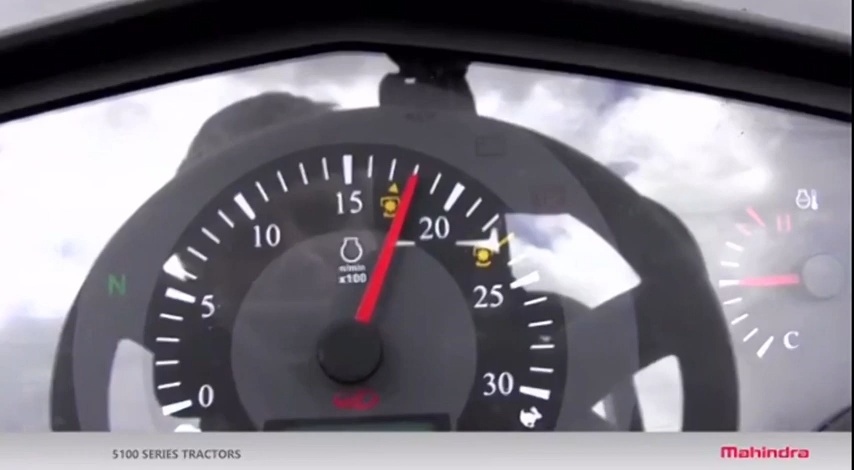 N
H
C
0
5
10
15
20
25
30
n/min
x100
5100 SERIES TRACTORS
Mahindra